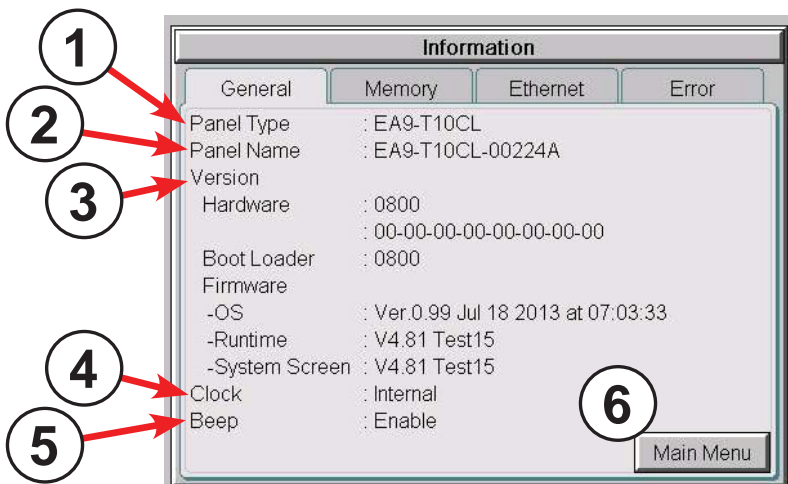 Information
General Memory Ethernet Error
1
2
3
4
5
6
Panel Type : EA9-T10CL
Panel Name : EA9-T10CL-00224A
Version
Hardware : 0800
: 00-00-00-00-00-00-00-00
Boot Loader : 0800
Firmware
-OS : Ver.0.99 Jul 18 2013 at 07:03:33
-Runtime : V4.81 Test15
-System Screen : V4.81 Test15
Clock : Internal
Beep : Enable
Main Menu